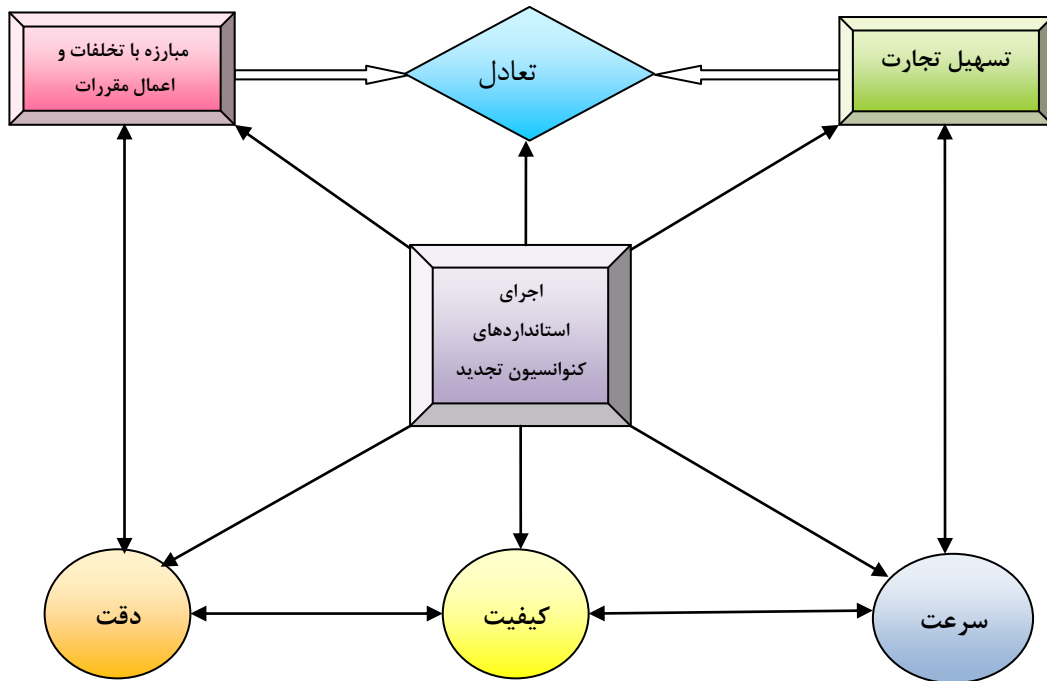 تسهیل تجارت
تعادل
مبارزه با تخلفات و
اعمال مقررات
اجرای
استانداردهای
کنوانسیون تجدید
سرعت
کیفیت
دقت